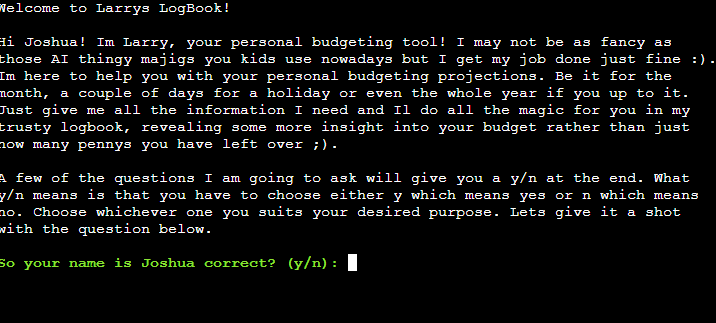 Welcome to Larrys LogBook!
Hi Joshua! Im Larry, your personal budgeting tool! I may not be as fancy as
those AI thingy majigs you kids use nowadays but I get my job done just fine :).
Im here to help you with your personal budgeting projections. Be it for the
month, a couple of days for a holiday or even the whole year if you up to it.
Just give me all the information I need and Il do all the magic for you in my
trusty logbook, revealing some more insight into your budget rather than just
how many pennys you have left over ;).
A few of the questions I am going to ask will give you a y/n at the end. What
y/n means is that you have to choose either y which means yes or n which means
no. Choose whichever one you suits your desired purpose. Lets give it a shot
with the question below.
So your name is Joshua correct? (y/n):